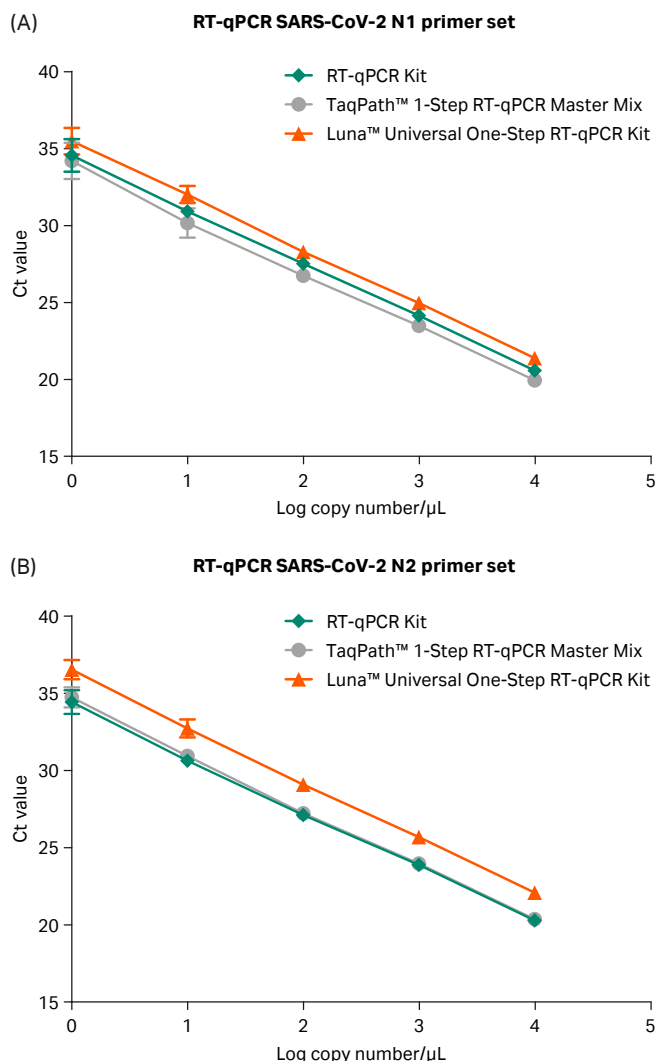 (A)
RT-qPCR SARS-CoV-2 N1 primer set
RT-qPCR Kit
TaqPath™ 1-Step RT-qPCR Master Mix
Luna™ Universal One-Step RT-qPCR Kit
40
35
30
25
20
15
Ct value
0 1 2 3 4 5
Log copy number/µL
(B)
RT-qPCR SARS-CoV-2 N2 primer set
RT-qPCR Kit
TaqPath™ 1-Step RT-qPCR Master Mix
Luna™ Universal One-Step RT-qPCR Kit
40
35
30
25
20
15
Ct value
0 1 2 3 4 5
Log copy number/µL